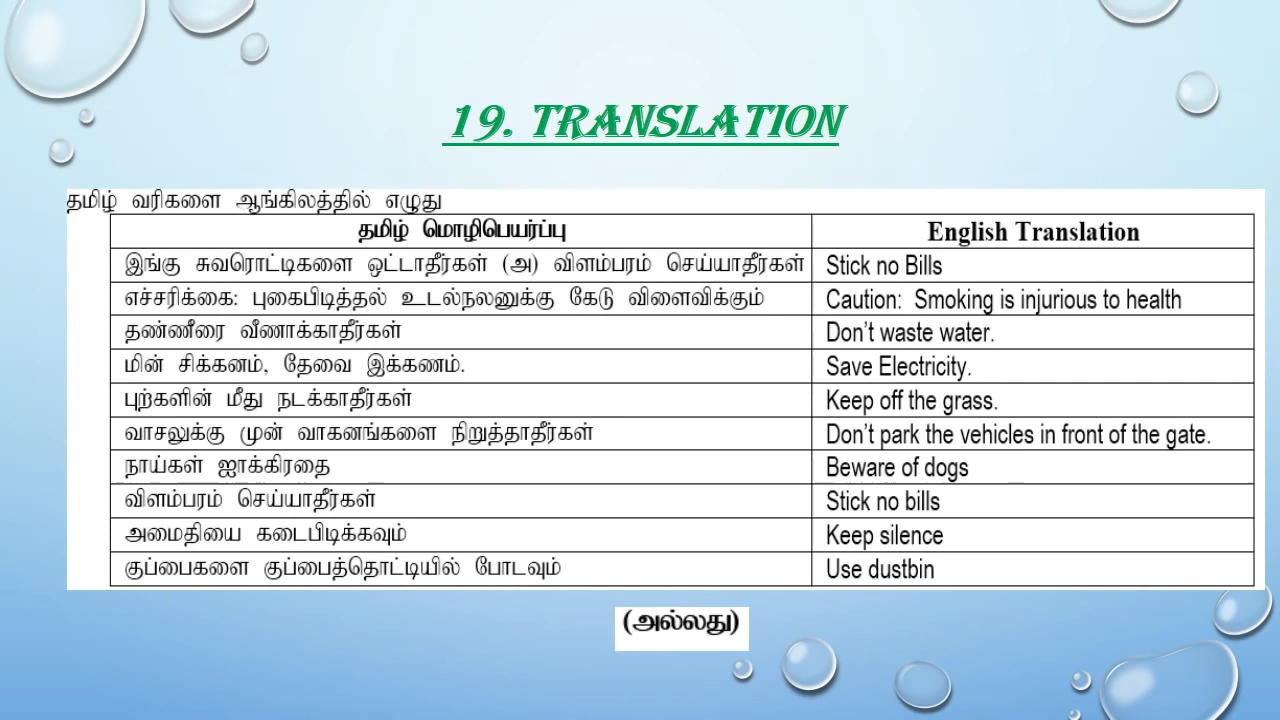 19. TRANSLATION
தமிழ் வரிகளை ஆங்கிலத்தில் எழுது
தமிழ் மொழிபெயர்ப்பு English Translation
இங்கு சுவரொட்டிகளை ஒட்டாதீர்கள் (அ) விளம்பரம் செய்யாதீர்கள் Stick no Bills
எச்சரிக்கை: புகைபிடித்தல் உடல்நலனுக்கு கேடு விளைவிக்கும் Caution: Smoking is injurious to health
தண்ணீரை வீணாக்காதீர்கள் Don't waste water.
மின் சிக்கனம், தேவை இக்கணம். Save Electricity.
புற்களின் மீது நடக்காதீர்கள் Keep off the grass.
வாசலுக்கு முன் வாகனங்களை நிறுத்தாதீர்கள் Don't park the vehicles in front of the gate.
நாய்கள் ஐாக்கிரதை Beware of dogs
விளம்பரம் செய்யாதீர்கள் Stick no bills
அமைதியை கடைபிடிக்கவும் Keep silence
குப்பைகளை குப்பைத்தொட்டியில் போடவும் Use dustbin
(அல்லது)